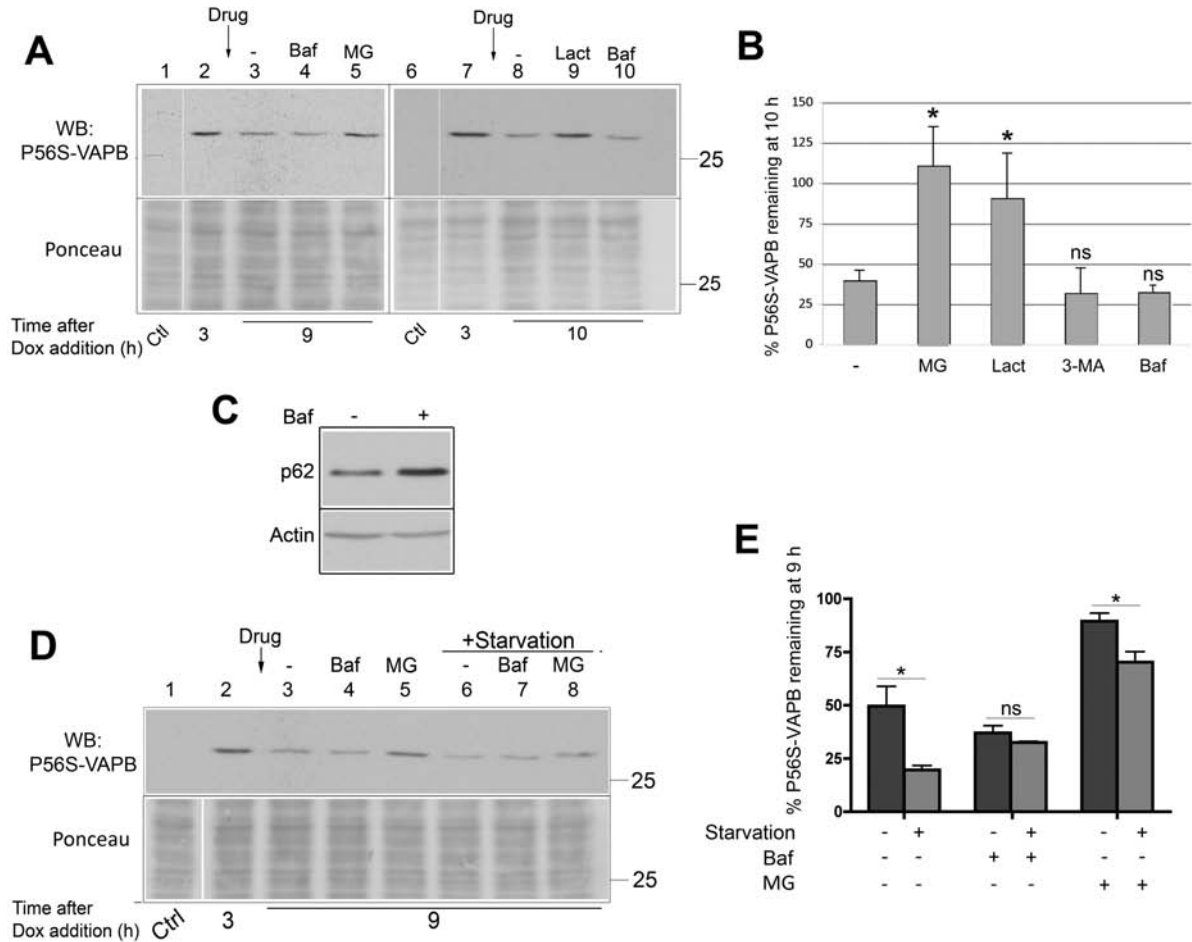 A
Drug
Drug
- Baf MG - Lact Baf
1 2 3 4 5 6 7 8 9 10
WB:
P56S-VAPB
25
Ponceau
25
Time after
Dox addition (h)
Ctl 3 9 Ctl 3 10
B
% P56S-VAPB remaining at 10 h
150
125
100
75
50
25
0
* * ns ns
- MG Lact 3-MA Baf
C
Baf - +
p62
Actin
D
Drug
+Starvation
- Baf MG - Baf MG
1 2 3 4 5 6 7 8
WB:
P56S-VAPB
25
Ponceau
25
Time after
Dox addition (h)
Ctrl 3 9
E
% P56S-VAPB remaining at 9 h
100
75
50
25
0
* ns *
Starvation - + - + - +
Baf - - + + - -
MG - - - - + +